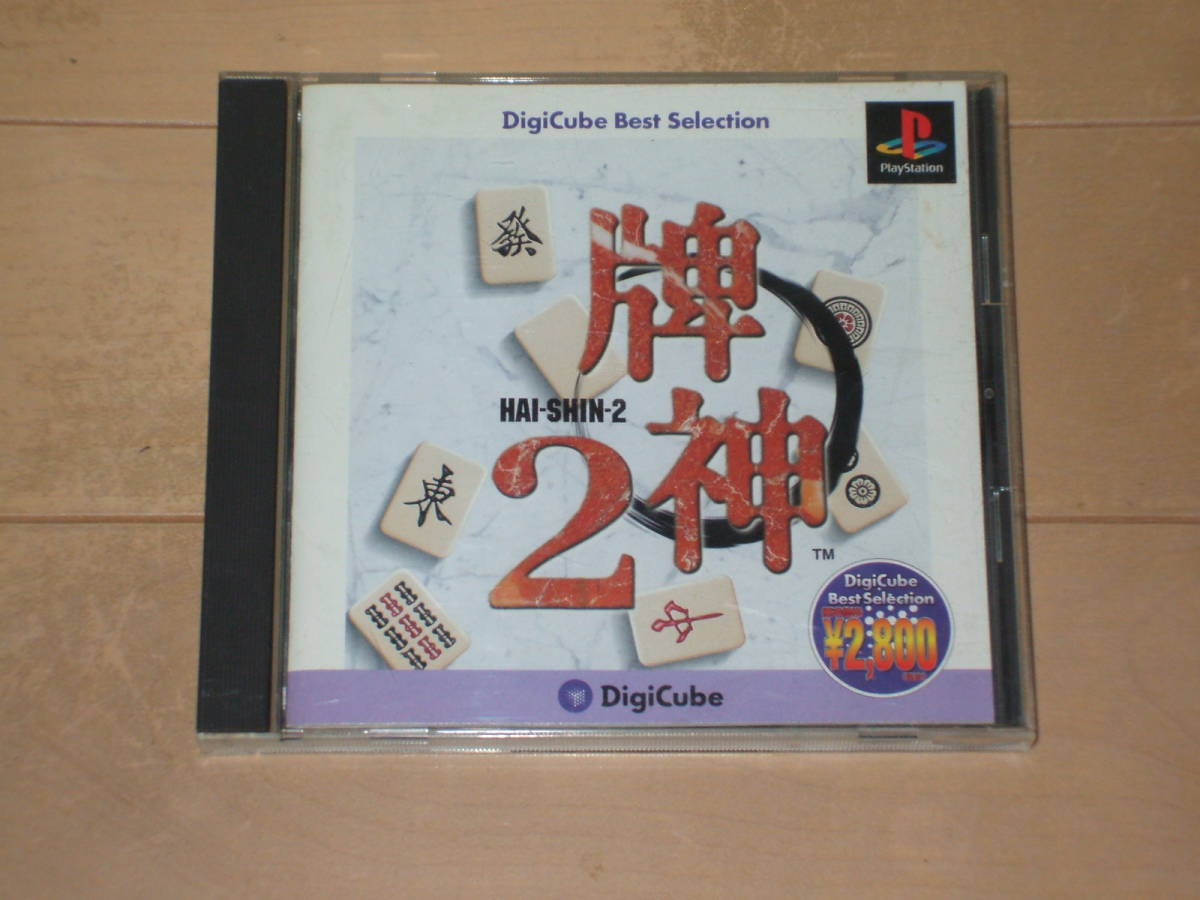 DigiCube Best Selection
PlayStation
發
牌
HAI-SHIN-2
2神
東
TM
中
DigiCube
Best Selection
¥2,800
DigiCube